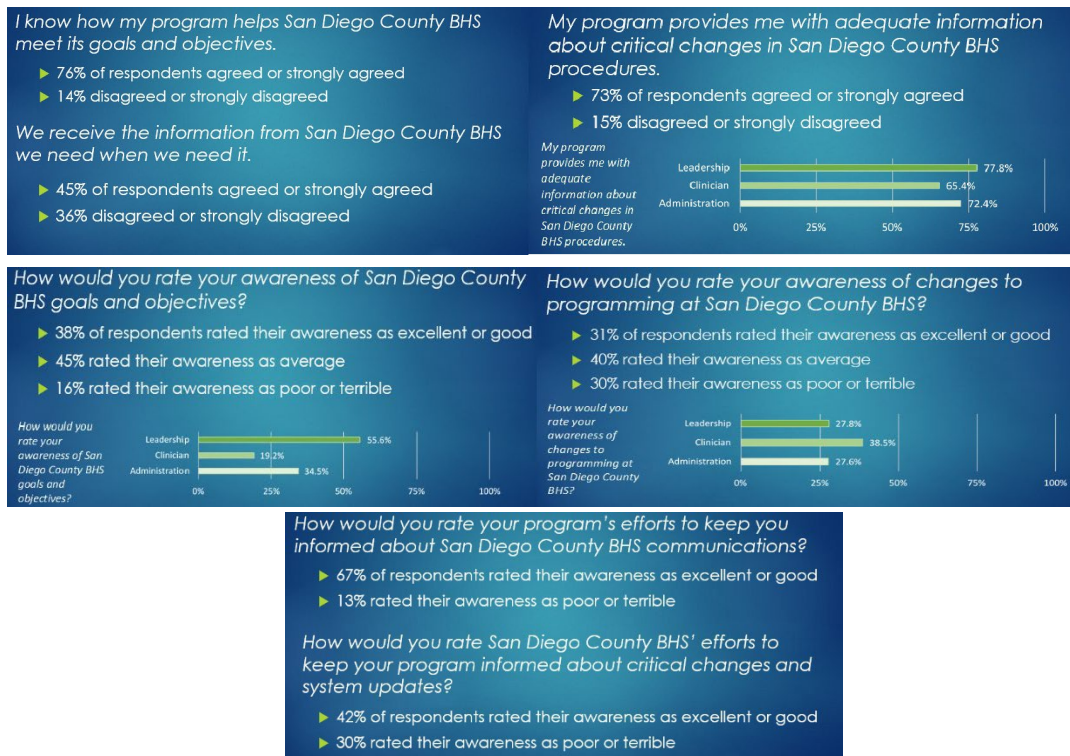 I know how my program helps San Diego County BHS
meet its goals and objectives.
76% of respondents agreed or strongly agreed
14% disagreed or strongly disagreed
We receive the information from San Diego County BHS
we need when we need it.
45% of respondents agreed or strongly agreed
36% disagreed or strongly disagreed
My program provides me with adequate information
about critical changes in San Diego County BHS
procedures.
73% of respondents agreed or strongly agreed
15% disagreed or strongly disagreed
My program
provides me with
adequate
information about
critical changes in
San Diego County
BHS procedures.
Leadership 77.8%
Clinician 65.4%
Administration 72.4%
0% 25% 50% 75% 100%
How would you rate your awareness of San Diego County
BHS goals and objectives?
38% of respondents rated their awareness as excellent or good
45% rated their awareness as average
16% rated their awareness as poor or terrible
How would you
rate your
awareness of San
Diego County BHS
goals and
objectives?
Leadership 55.6%
Clinician 19.2%
Administration 34.5%
0% 25% 50% 75% 100%
How would you rate your awareness of changes to
programming at San Diego County BHS?
31% of respondents rated their awareness as excellent or good
40% rated their awareness as average
30% rated their awareness as poor or terrible
How would you
rate your
awareness of
changes to
programming at
San Diego County
BHS?
Leadership 27.8%
Clinician 38.5%
Administration 27.6%
0% 25% 50% 75% 100%
How would you rate your program's efforts to keep you
informed about San Diego County BHS communications?
67% of respondents rated their awareness as excellent or good
13% rated their awareness as poor or terrible
How would you rate San Diego County BHS' efforts to
keep your program informed about critical changes and
system updates?
42% of respondents rated their awareness as excellent or good
30% rated their awareness as poor or terrible